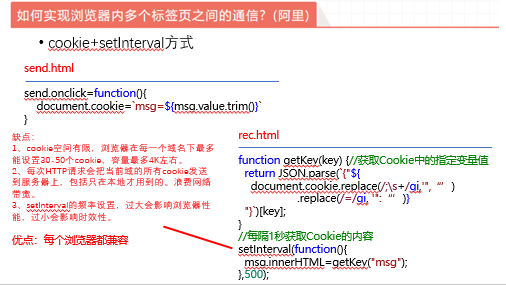 如何实现浏览器内多个标签页之间的通信？（阿里）
• cookie+setInterval方式
send.html
send.onclick=function(){
document.cookie=`msg=${msg.value.trim()}`
}
缺点：
1、cookie空间有限，浏览器在每一个域名下最多
能设置30-50个cookie、容量最多4K左右。
2、每次HTTP请求会把当前域的所有cookie发送
到服务器上，包括只在本地才用到的。浪费网络
带宽。
3、setInterval的频率设置，过大会影响浏览器性
能，过小会影响时效性。
优点：每个浏览器都兼容
rec.html
function getKey(key) {//获取Cookie中的指定变量值
return JSON.parse(`{"${
document.cookie.replace(/;\s+/gi,'", “' )
.replace(/=/gi, '": “' )}
"}`)[key];
}
//每隔1秒获取Cookie的内容
setInterval(function(){
msg.innerHTML=getKey("msg");
},500);